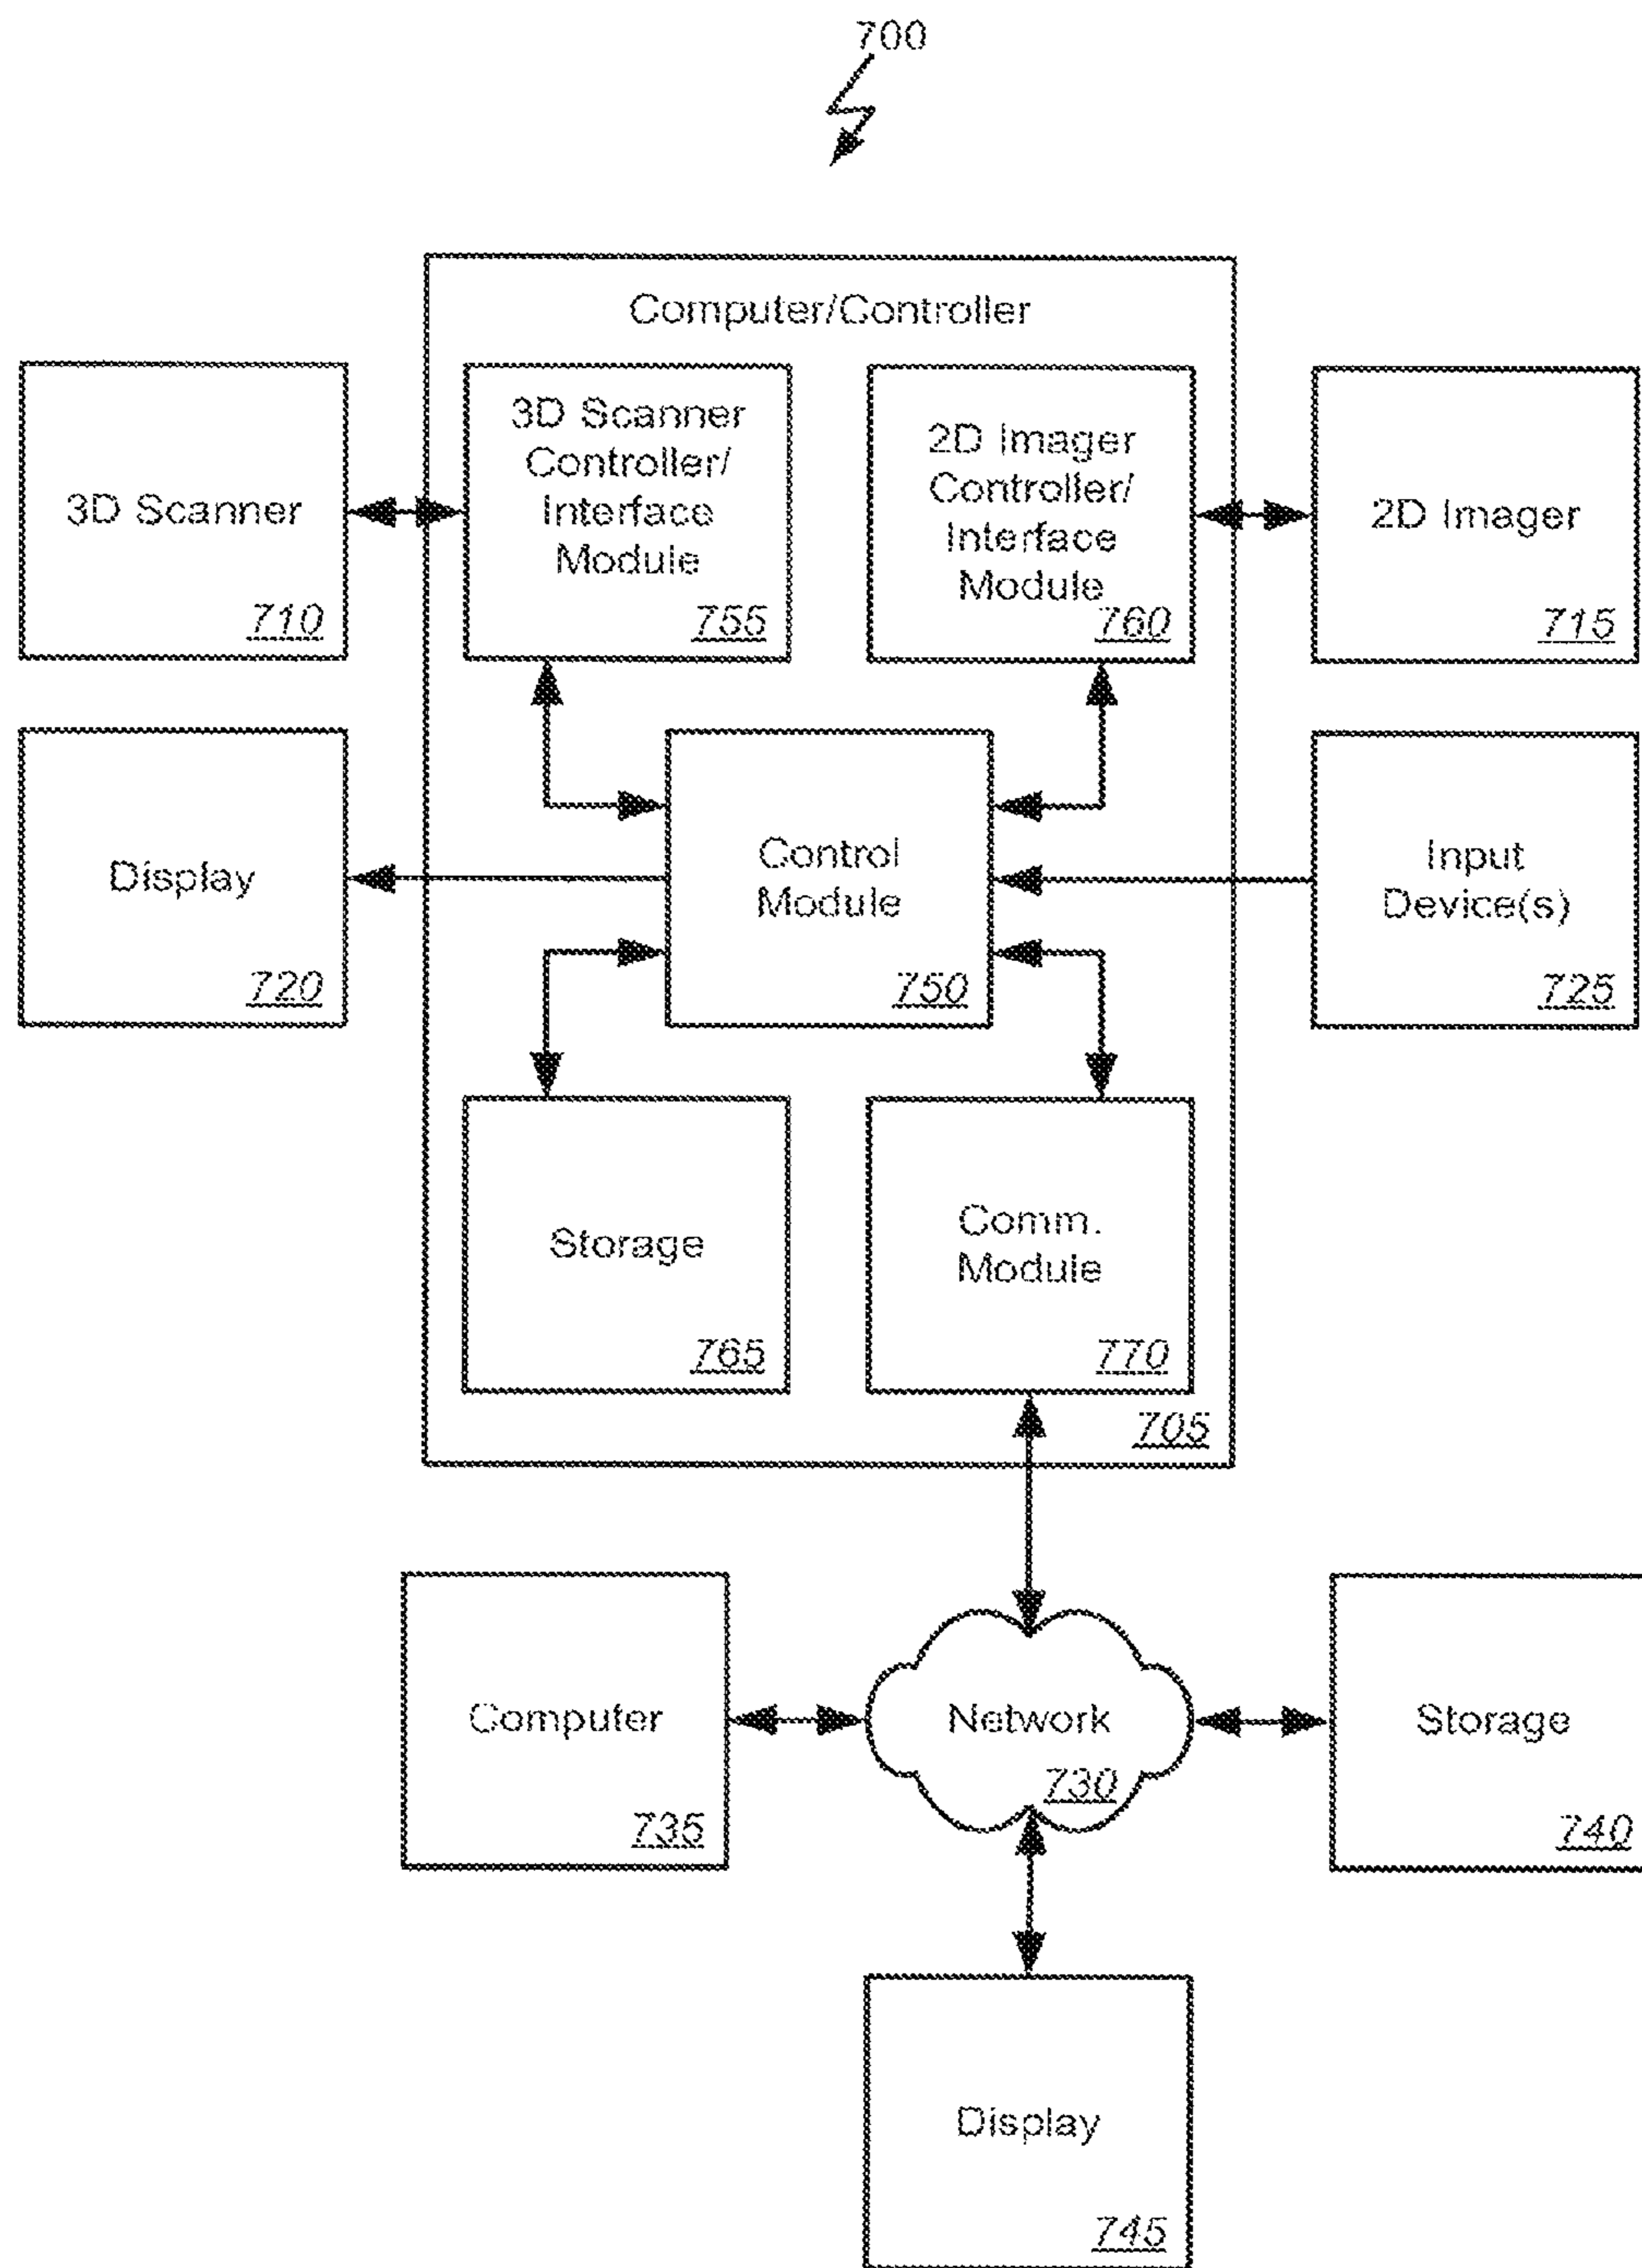 700
Computer/Controller
3D Scanner
710
3D Scanner
Controller/
Interface
Module
755
2D Imager
Controller/
Interface
Module
760
2D Imager
715
Display
720
Control
Module
750
Input
Device(s)
725
Storage
765
Comm.
Module
770
705
Computer
735
Network
730
Storage
740
Display
745